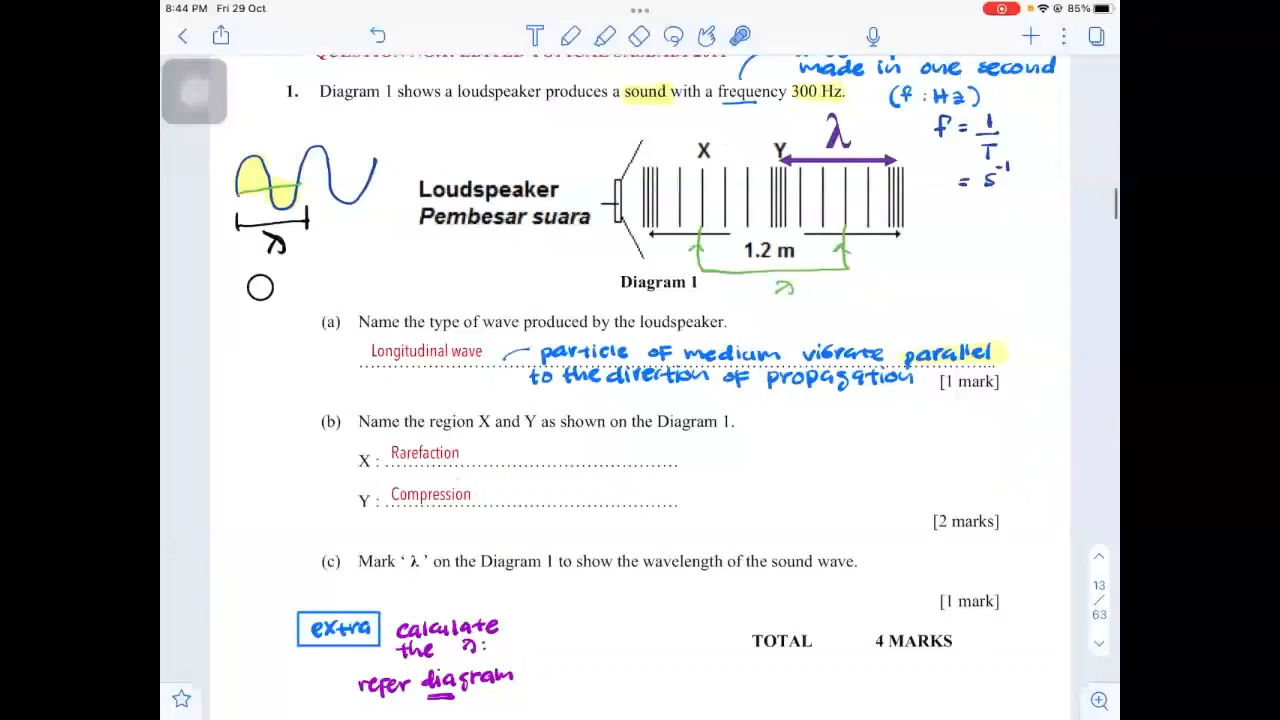 8:44 PM Fri 29 Oct
85%
made in one second
1. Diagram 1 shows a loudspeaker produces a sound with a frequency 300 Hz.
(f : Hz)
f = 1
T
= s-1
λ
X Y
Loudspeaker
Pembesar suara
λ
1.2 m
Diagram 1
λ
(a) Name the type of wave produced by the loudspeaker.
Longitudinal wave
particle of medium vibrate parallel
to the direction of propagation
[1 mark]
(b) Name the region X and Y as shown on the Diagram 1.
X : Rarefaction
Y : Compression
[2 marks]
(c) Mark ‘ λ ’ on the Diagram 1 to show the wavelength of the sound wave.
[1 mark]
extra calculate
the λ:
refer diagram
TOTAL 4 MARKS
13
/
63